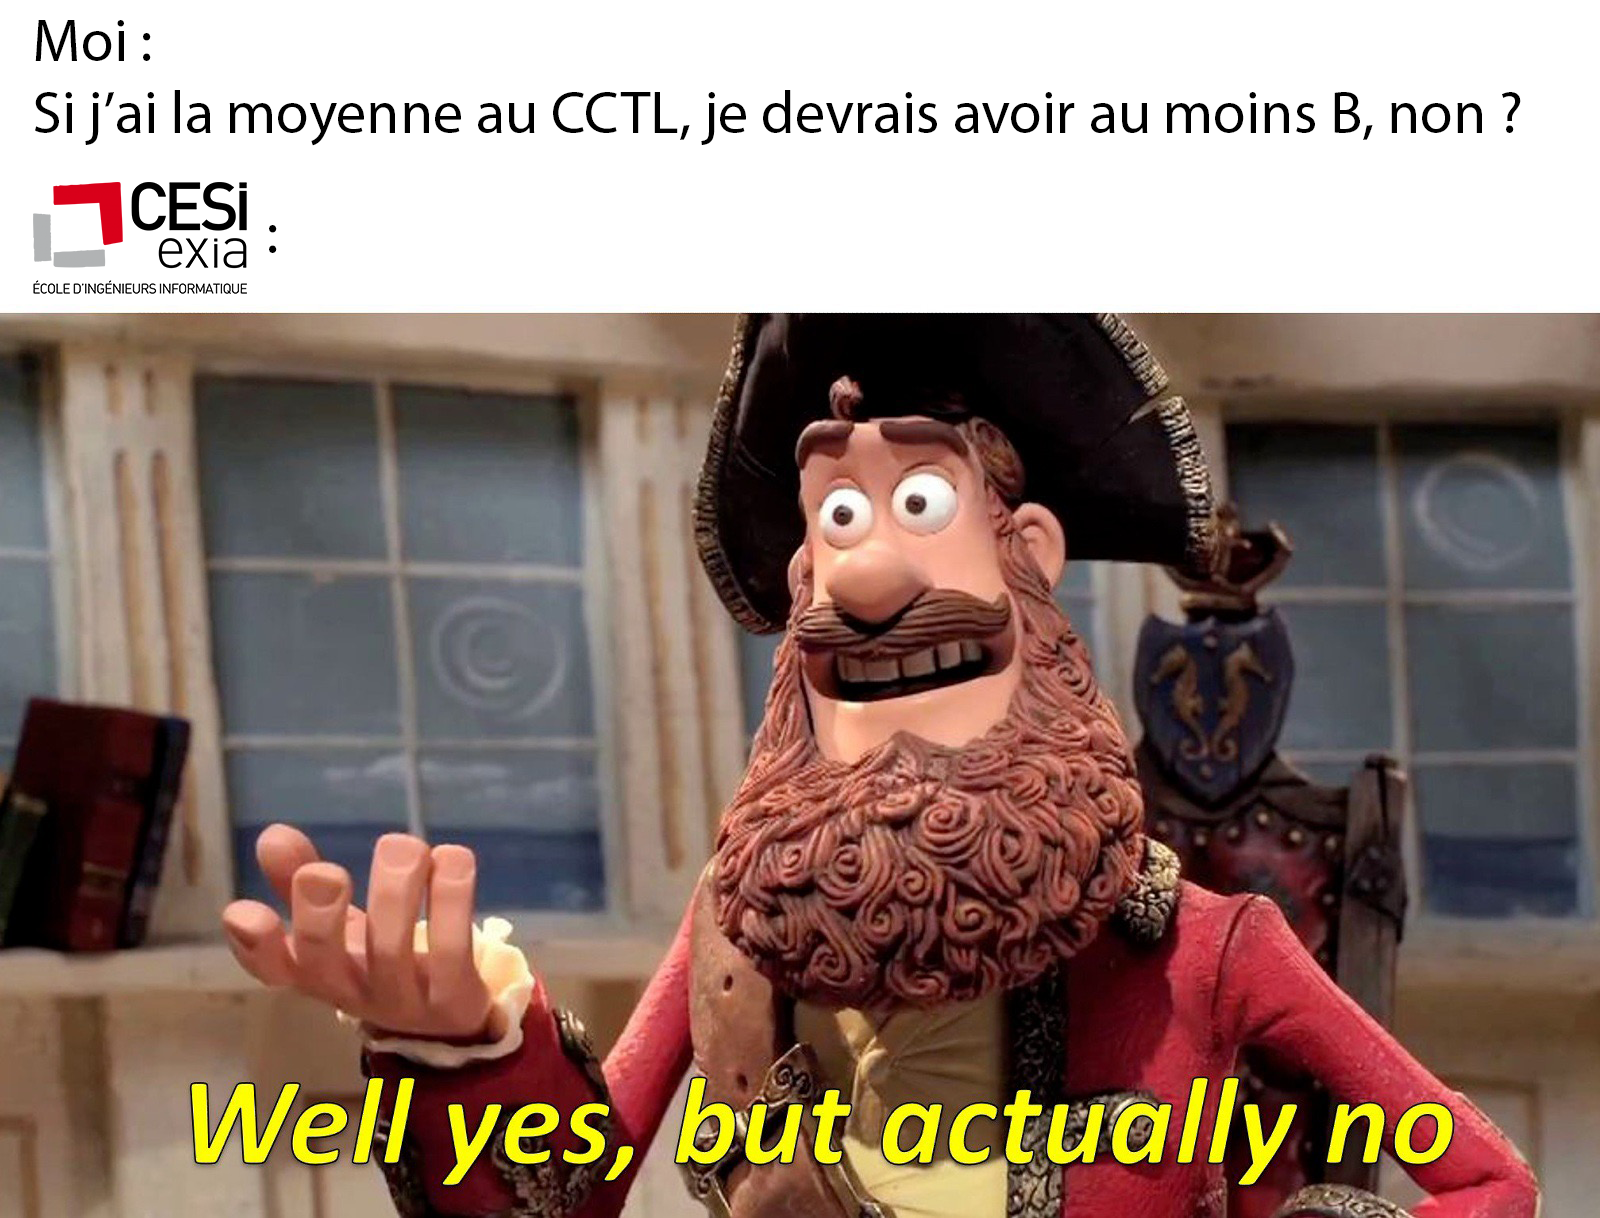 Moi :
Si j’ai la moyenne au CCTL, je devrais avoir au moins B, non ?
CESi
exia :
ÉCOLE D'INGÉNIEURS INFORMATIQUE
Well yes, but actually no